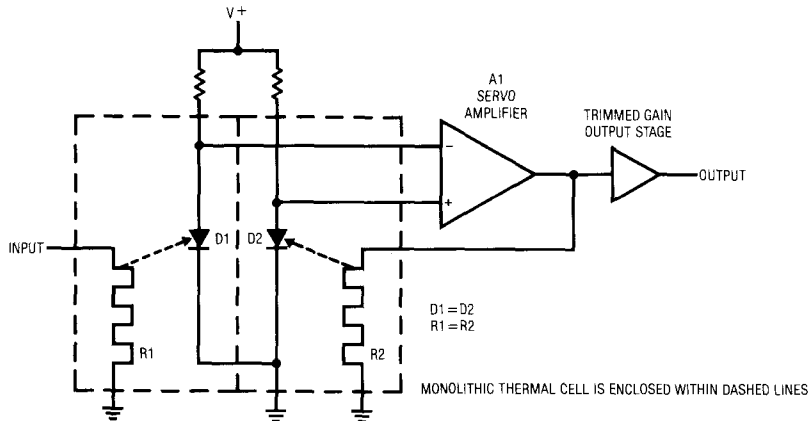 V+
A1
SERVO
AMPLIFIER
TRIMMED GAIN
OUTPUT STAGE
−
+
OUTPUT
INPUT
D1
D2
R1
R2
D1=D2
R1=R2
MONOLITHIC THERMAL CELL IS ENCLOSED WITHIN DASHED LINES